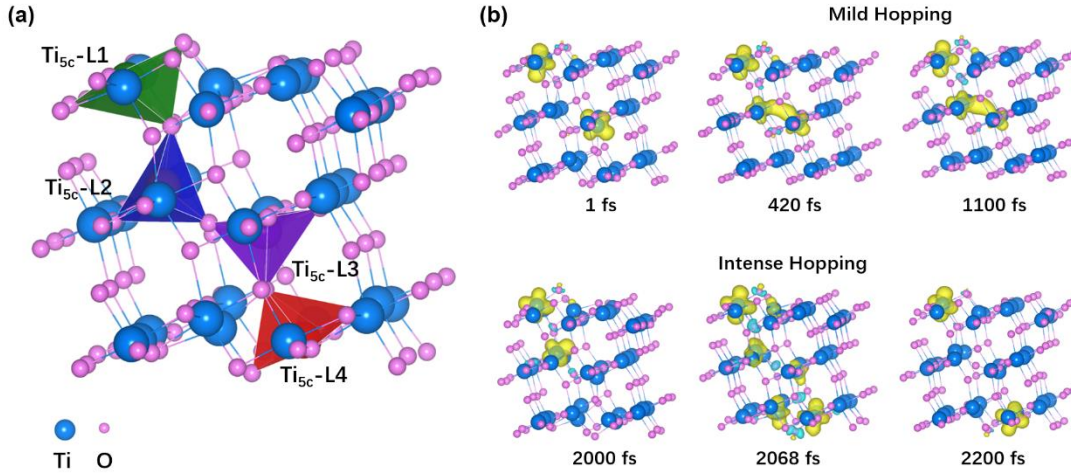 (a)
Ti5c-L1
Ti5c-L2
Ti5c-L3
Ti5c-L4
Ti O
(b)
Mild Hopping
1 fs 420 fs 1100 fs
Intense Hopping
2000 fs 2068 fs 2200 fs